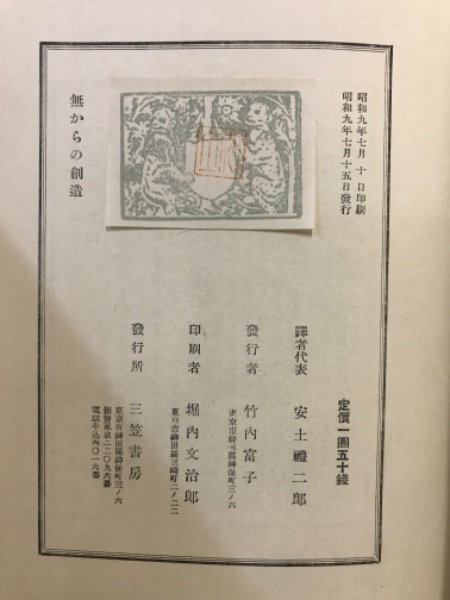 昭和九年七月十日印刷
昭和九年七月十五日發行
無からの創造
定價一圓五十錢
譯者代表 安土禮二郎
發行者 竹内富子
東京市神田區神保町三ノ六
印刷者 堀内文治郎
東京市神田區三崎町二ノ二二
發行所 三笠書房
東京市神田區神保町三ノ六
振替東京二二〇九六番
電話牛込四〇一六番